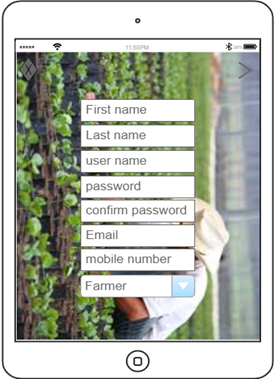 11:55PM
First name
Last name
user name
password
confirm password
Email
mobile number
Farmer